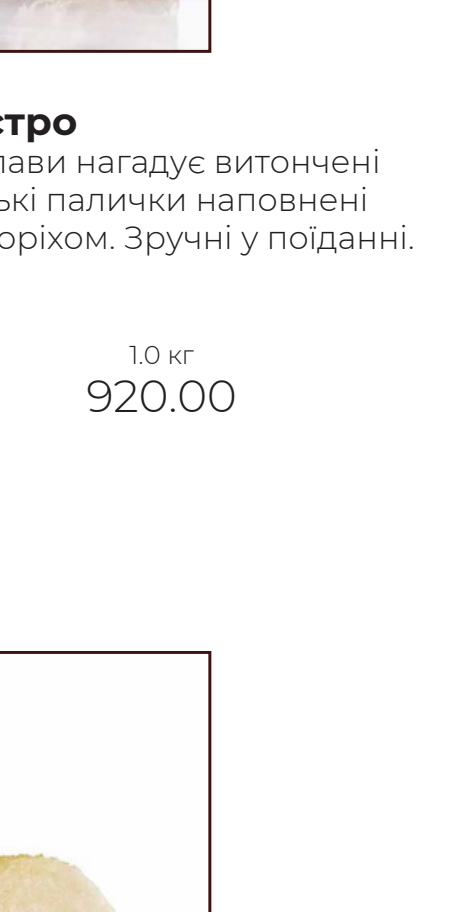 стро
лави нагадує витончені
ькі палички наповнені
оріхом. Зручні у поїданні.
1.0 кг
920.00